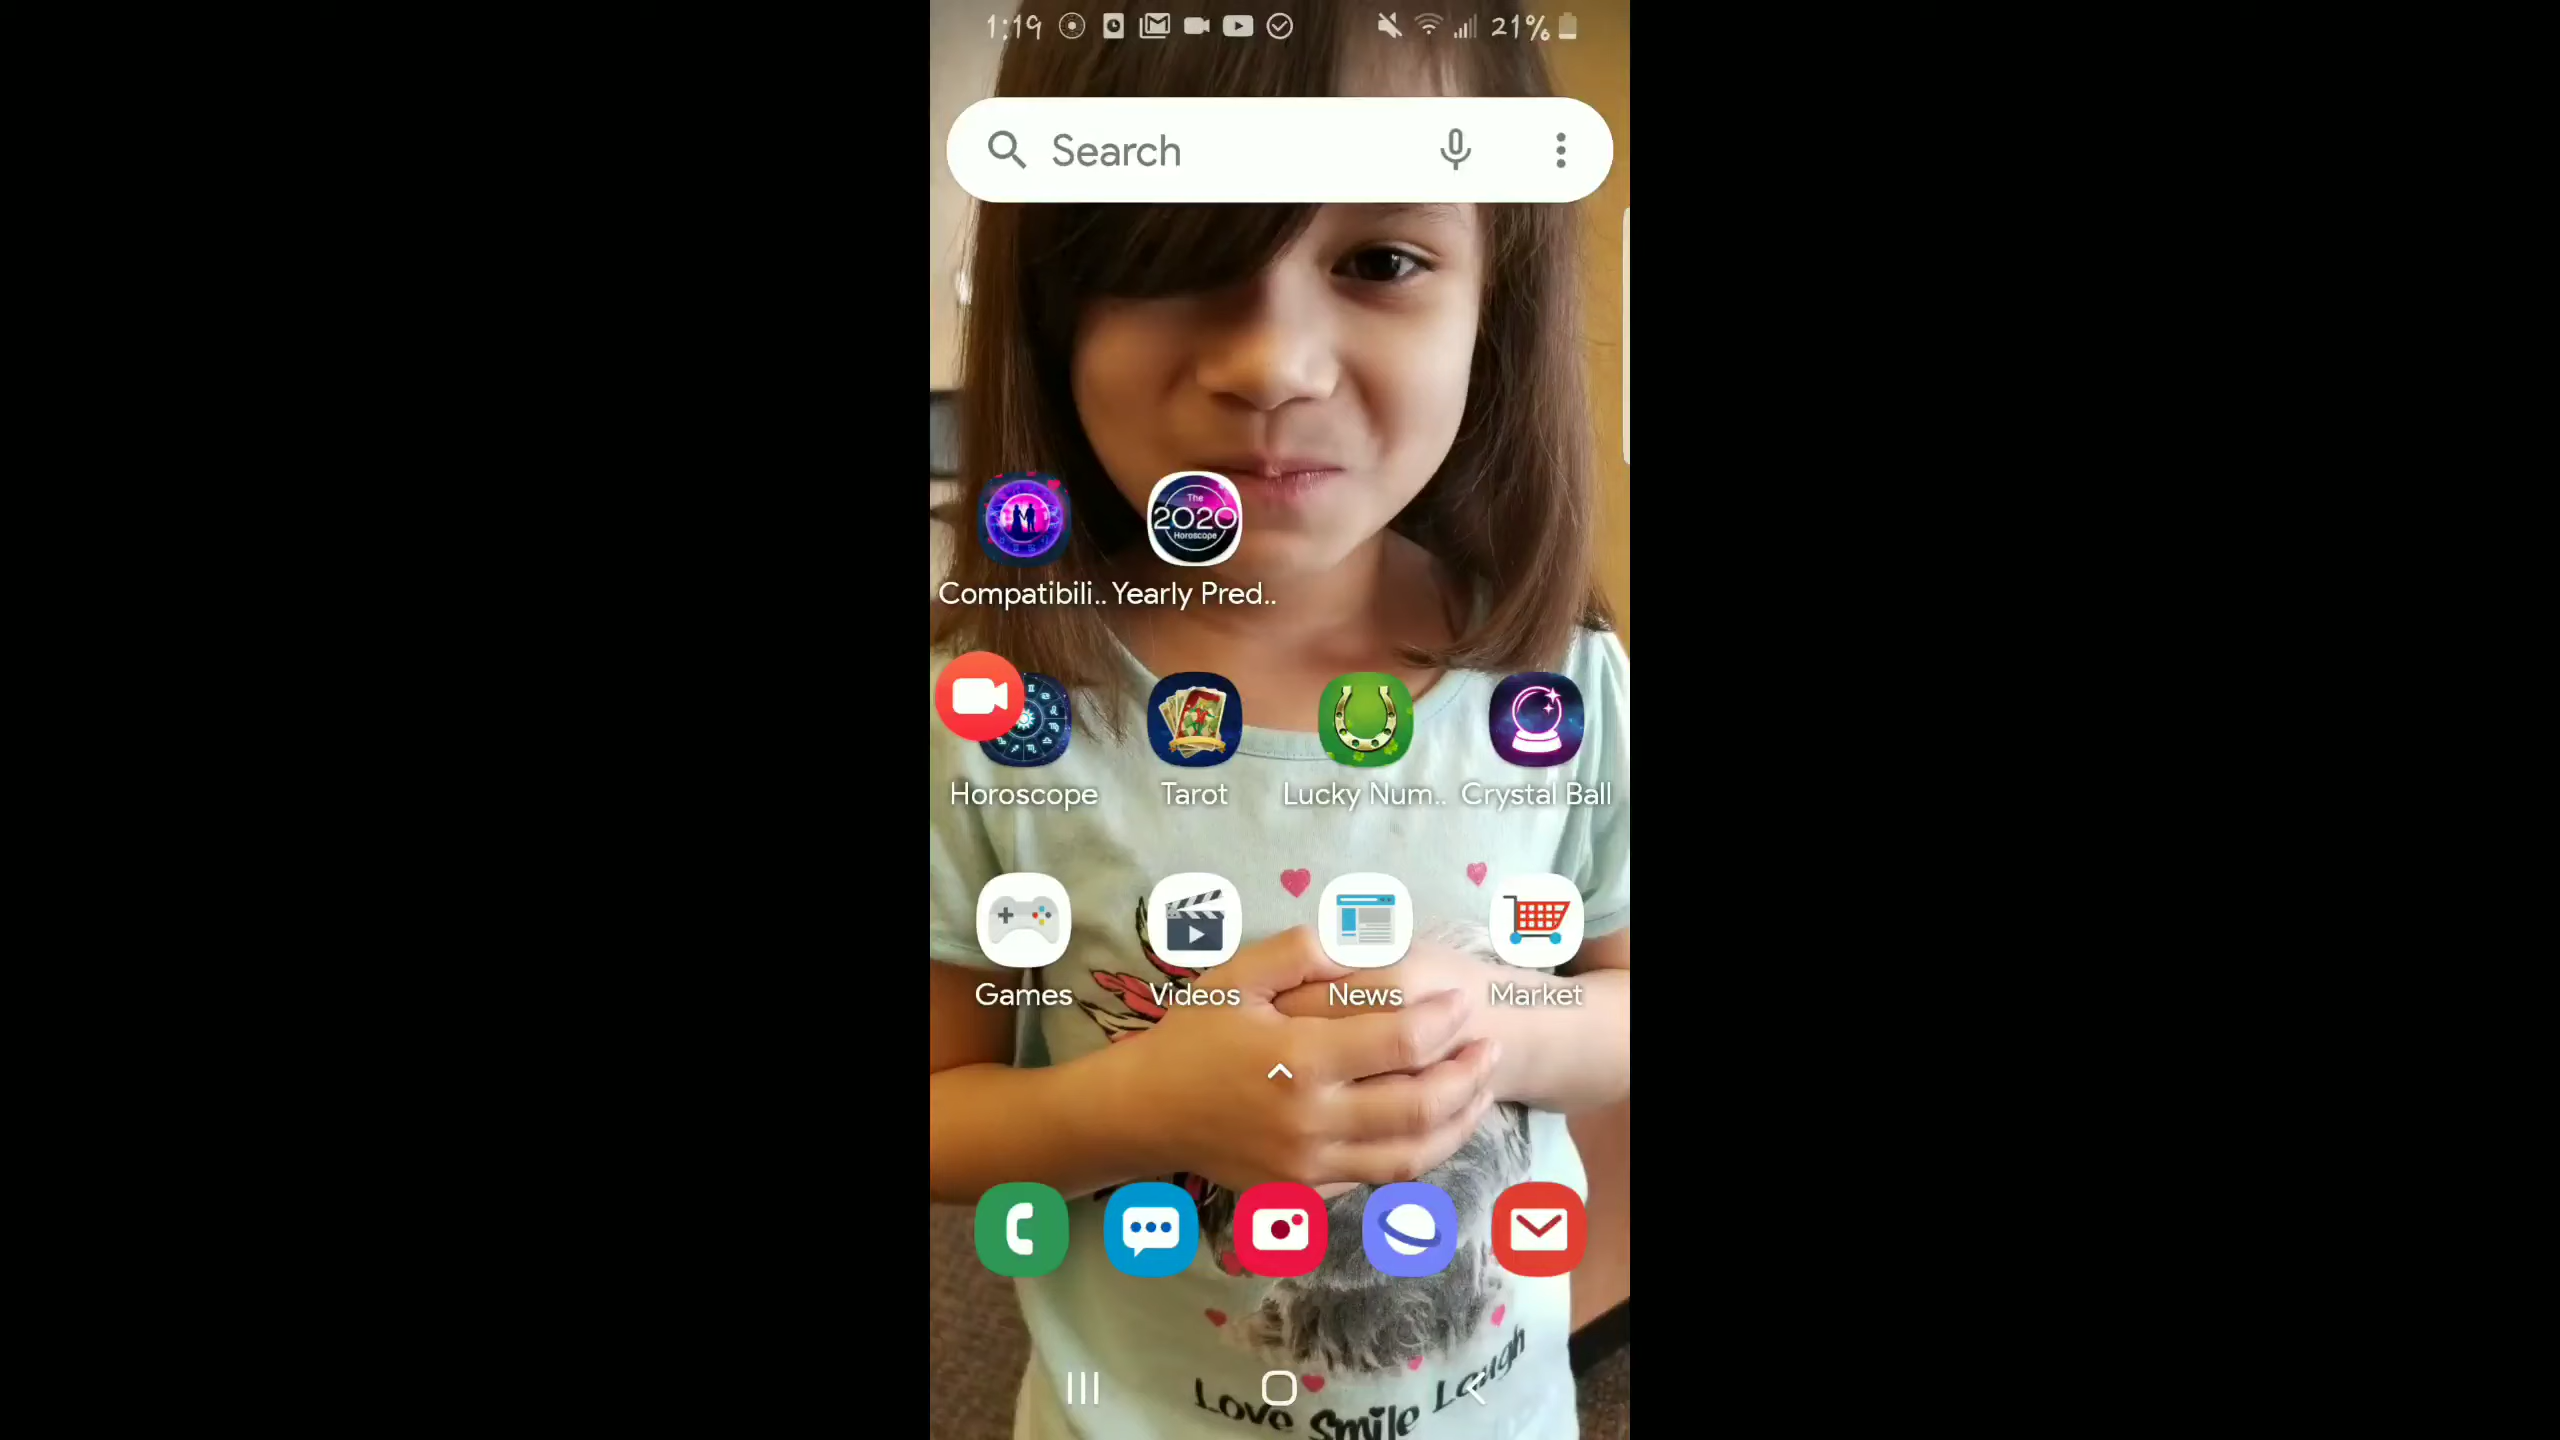 1:19
21%
Search
The
2020
Horoscope
Compatibili..
Yearly Pred..
Horoscope
Tarot
Lucky Num..
Crystal Ball
Games
Videos
News
Market
Love Smile Laugh